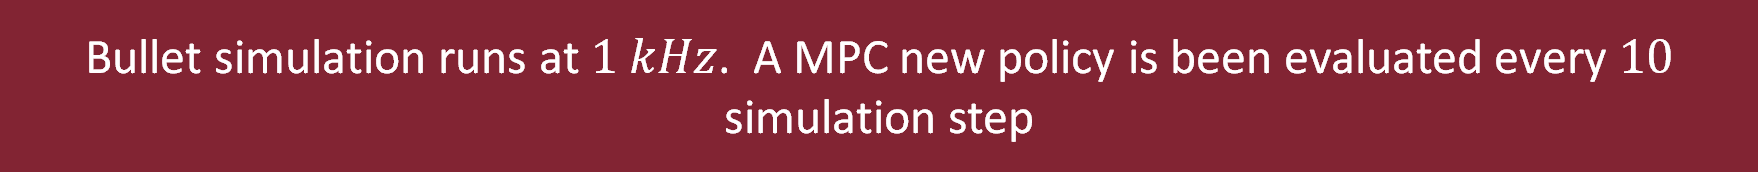 Bullet simulation runs at 1 kHz. A MPC new policy is been evaluated every 10
simulation step